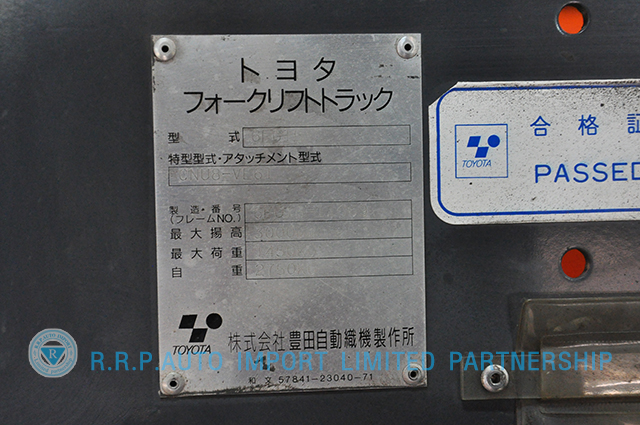 トヨタ
フォークリフトトラック
型 式
特型型式・アタッチメント型式
製造・番号
(フレームNO.)
最大揚高
最大荷重
自 重
TOYOTA
株式会社 豊田自動織機製作所
和文 57841-23040-71
合格証
TOYOTA
PASSED
R.R.P.AUTO IMPORT LIMITED PARTNERSHIP